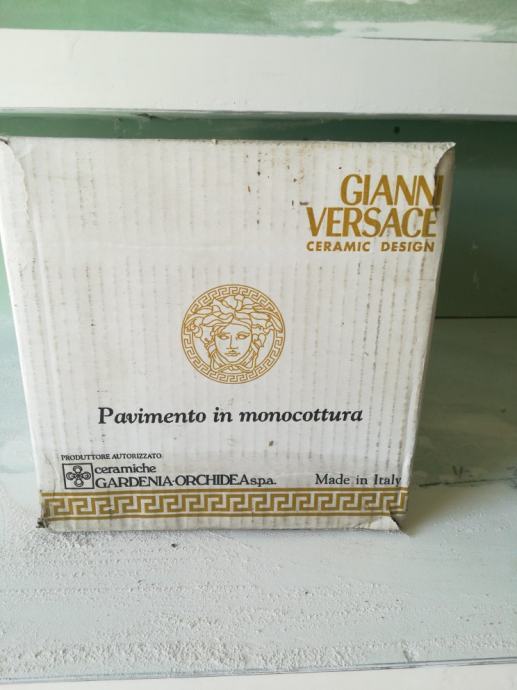 GIANNI
VERSACE
CERAMIC DESIGN
Pavimento in monocottura
PRODUTTORE AUTORIZZATO
ceramiche
GARDENIA·ORCHIDEA s.p.a.
Made in Italy